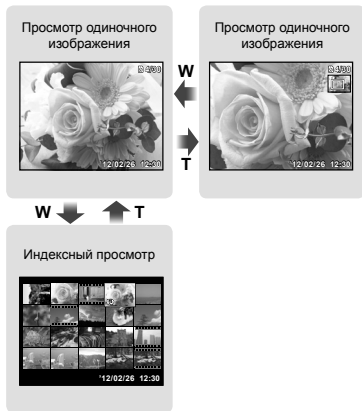 Просмотр одиночного
изображения
4/30
'12/02/26 12:30
W
T
Просмотр одиночного
изображения
4/30
'12/02/26 12:30
W T
Индексный просмотр
'12/02/26 12:30